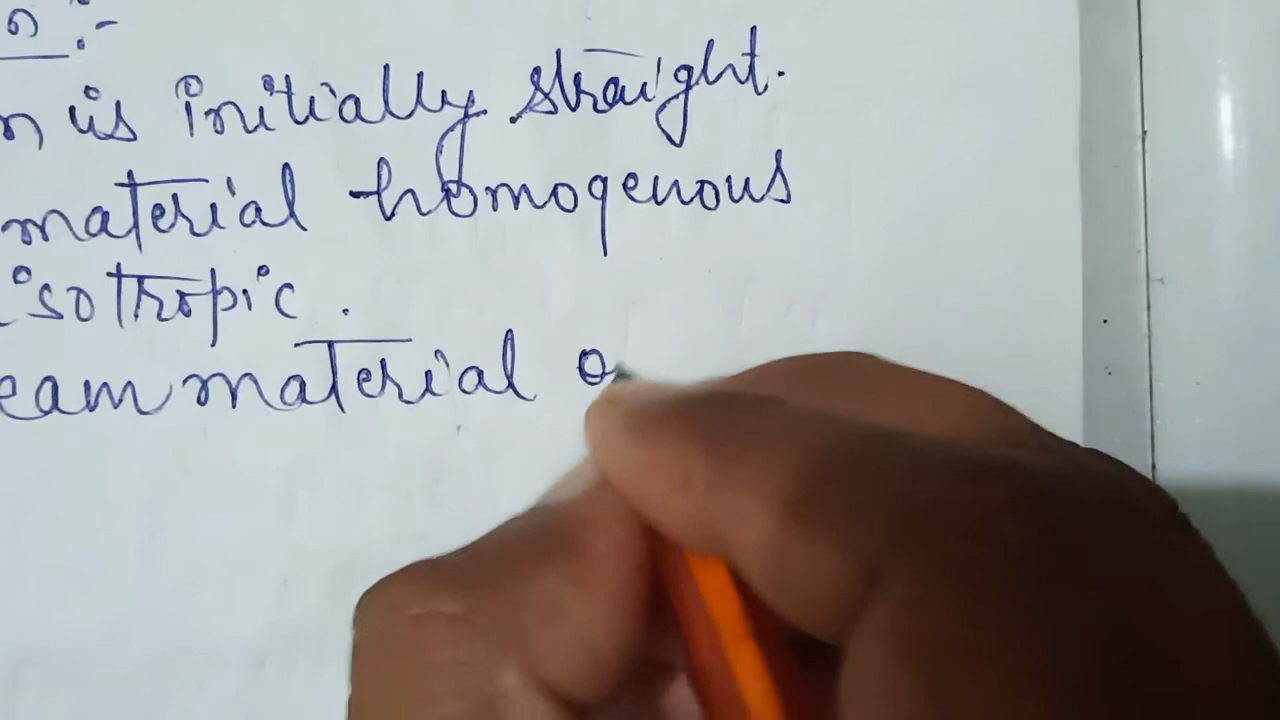 n :-
m is initially straight.
material homogenous
isotropic.
eam material o